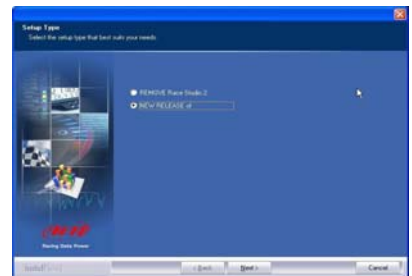 Setup Type
Select the setup type that best suits your needs.
REMOVE Race Studio 2
NEW RELEASE of
Racing Data Power
< Back
Next >
Cancel